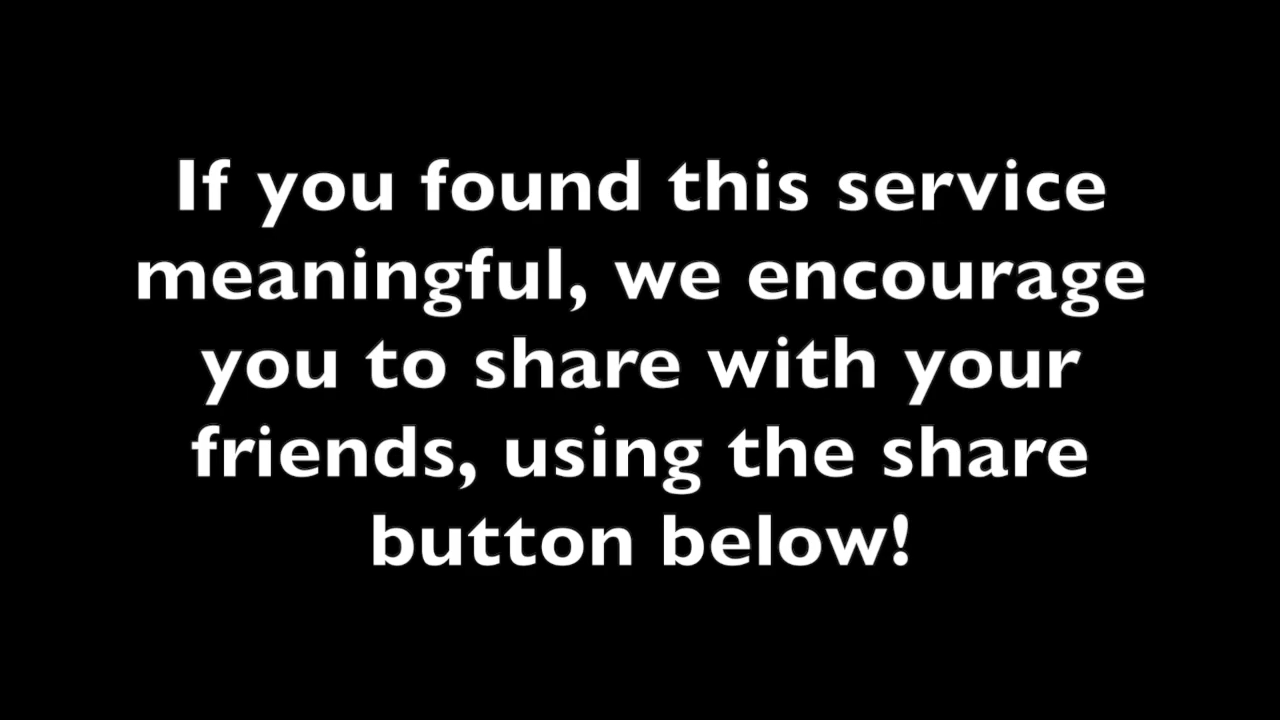 If you found this service
meaningful, we encourage
you to share with your
friends, using the share
button below!